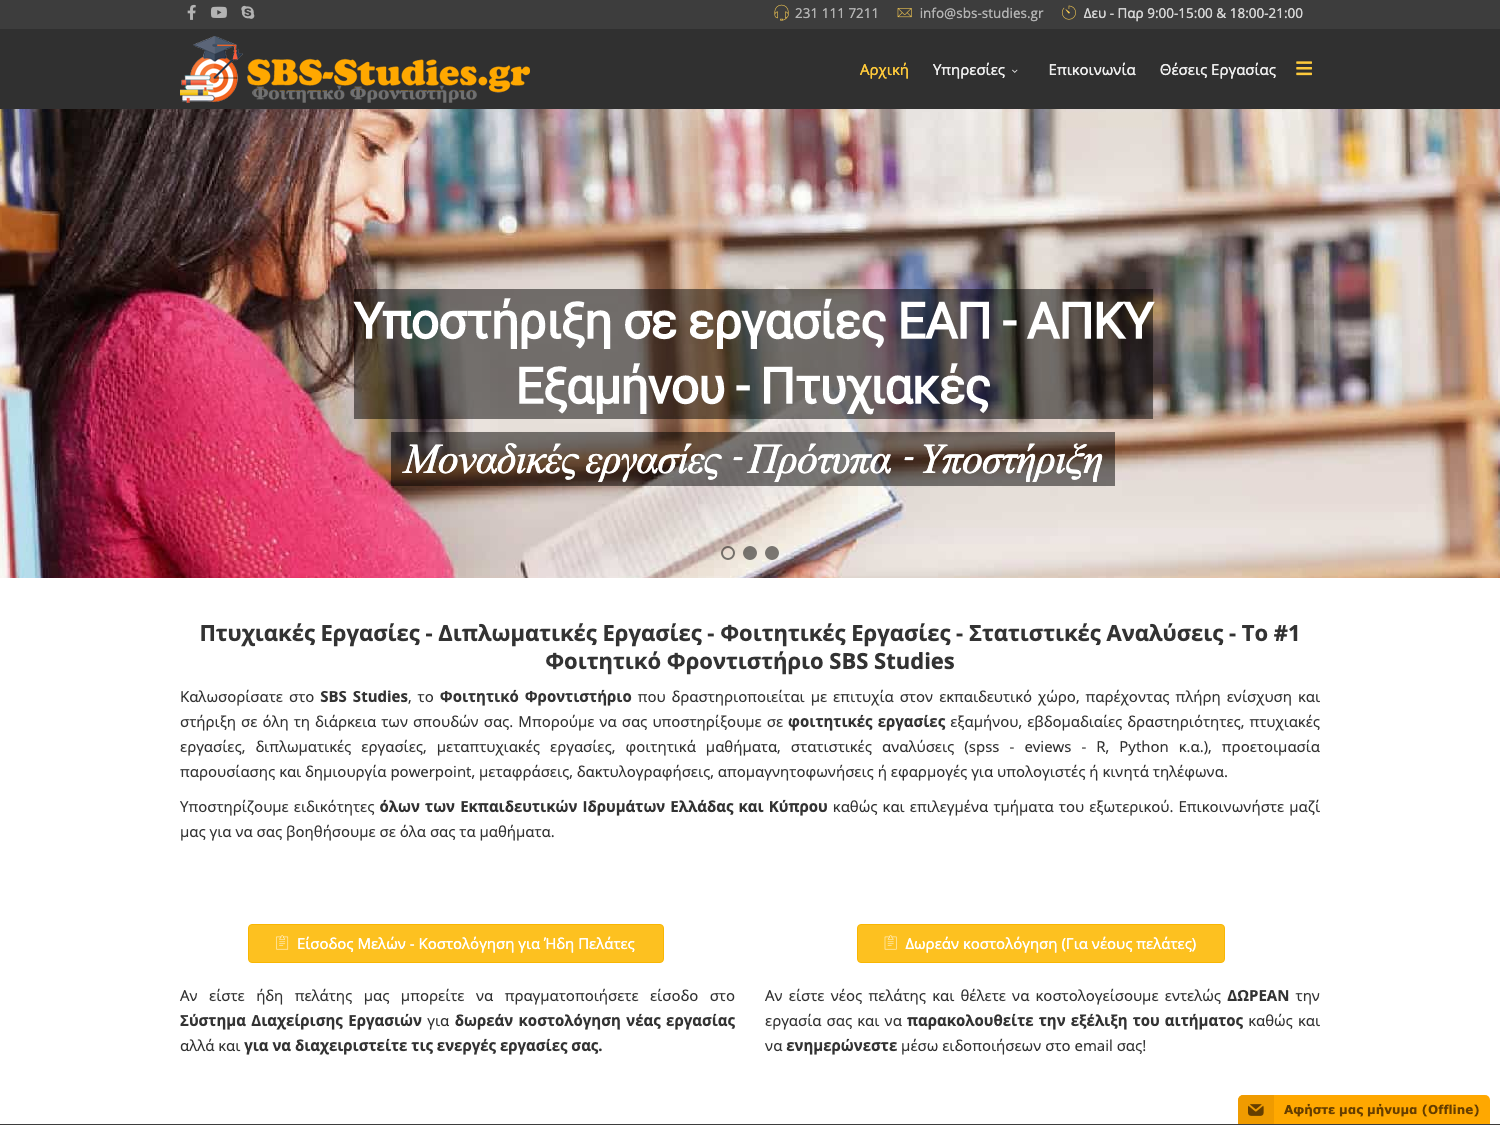 231 111 7211 info@sbs-studies.gr Δευ - Παρ 9:00-15:00 & 18:00-21:00
SBS-Studies.gr
Φοιτητικό Φροντιστήριο
Αρχική Υπηρεσίες Επικοινωνία Θέσεις Εργασίας
Υποστήριξη σε εργασίες ΕΑΠ - ΑΠΚΥ
Εξαμήνου - Πτυχιακές
Μοναδικές εργασίες - Πρότυπα - Υποστήριξη
Πτυχιακές Εργασίες - Διπλωματικές Εργασίες - Φοιτητικές Εργασίες - Στατιστικές Αναλύσεις - Το #1
Φοιτητικό Φροντιστήριο SBS Studies
Καλωσορίσατε στο SBS Studies, το Φοιτητικό Φροντιστήριο που δραστηριοποιείται με επιτυχία στον εκπαιδευτικό χώρο, παρέχοντας πλήρη ενίσχυση και
στήριξη σε όλη τη διάρκεια των σπουδών σας. Μπορούμε να σας υποστηρίξουμε σε φοιτητικές εργασίες εξαμήνου, εβδομαδιαίες δραστηριότητες, πτυχιακές
εργασίες, διπλωματικές εργασίες, μεταπτυχιακές εργασίες, φοιτητικά μαθήματα, στατιστικές αναλύσεις (spss - eviews - R, Python κ.α.), προετοιμασία
παρουσίασης και δημιουργία powerpoint, μεταφράσεις, δακτυλογραφήσεις, απομαγνητοφωνήσεις ή εφαρμογές για υπολογιστές ή κινητά τηλέφωνα.
Υποστηρίζουμε ειδικότητες όλων των Εκπαιδευτικών Ιδρυμάτων Ελλάδας και Κύπρου καθώς και επιλεγμένα τμήματα του εξωτερικού. Επικοινωνήστε μαζί
μας για να σας βοηθήσουμε σε όλα σας τα μαθήματα.
Είσοδος Μελών - Κοστολόγηση για Ήδη Πελάτες
Αν είστε ήδη πελάτης μας μπορείτε να πραγματοποιήσετε είσοδο στο
Σύστημα Διαχείρισης Εργασιών για δωρεάν κοστολόγηση νέας εργασίας
αλλά και για να διαχειριστείτε τις ενεργές εργασίες σας.
Δωρεάν κοστολόγηση (Για νέους πελάτες)
Αν είστε νέος πελάτης και θέλετε να κοστολογείσουμε εντελώς ΔΩΡΕΑΝ την
εργασία σας και να παρακολουθείτε την εξέλιξη του αιτήματος καθώς και
να ενημερώνεστε μέσω ειδοποιήσεων στο email σας!
Αφήστε μας μήνυμα (Offline)